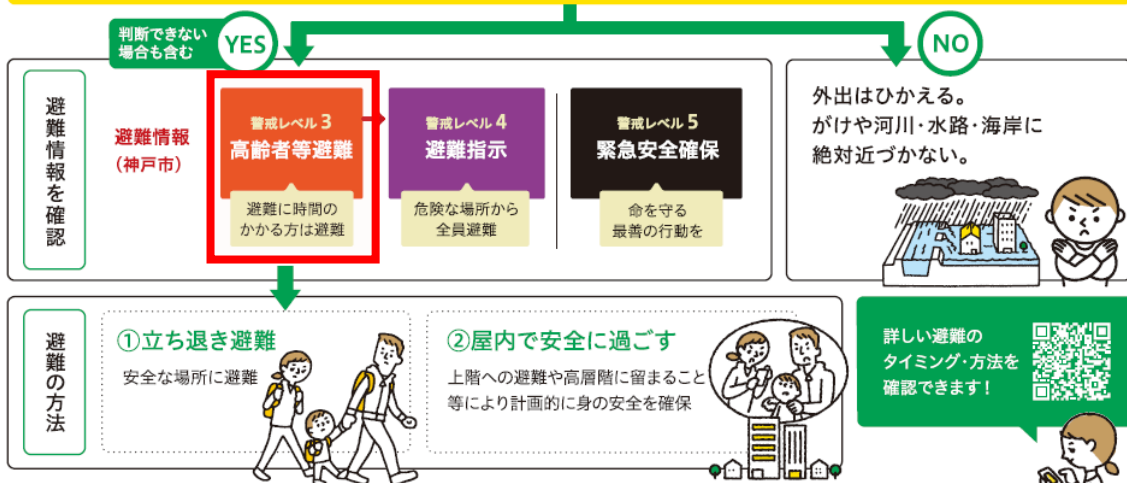 判断できない
場合も含む
YES
NO
避難情報を確認
避難情報
(神戸市)
警戒レベル 3
高齢者等避難
避難に時間の
かかる方は避難
警戒レベル 4
避難指示
危険な場所から
全員避難
警戒レベル 5
緊急安全確保
命を守る
最善の行動を
外出はひかえる。
がけや河川・水路・海岸に
絶対近づかない。
避難の方法
①立ち退き避難
安全な場所に避難
②屋内で安全に過ごす
上階への避難や高層階に留まること
等により計画的に身の安全を確保
詳しい避難の
タイミング・方法を
確認できます!